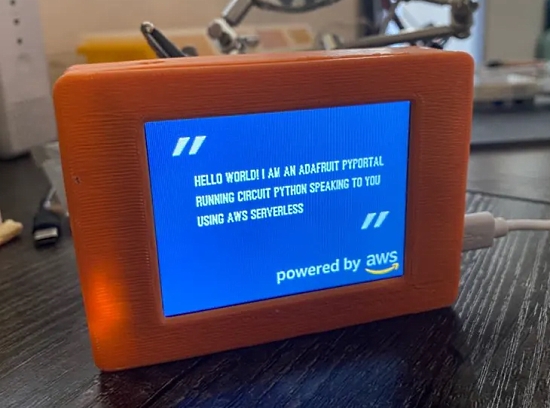 "
HELLO WORLD! I AM AN ADAFRUIT PYPORTAL
RUNNING CIRCUIT PYTHON SPEAKING TO YOU
USING AWS SERVERLESS
"
powered by aws